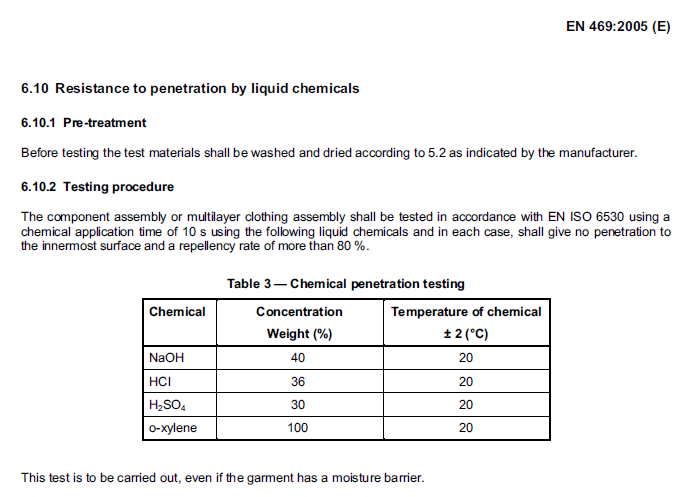 EN 469:2005 (E)
6.10 Resistance to penetration by liquid chemicals
6.10.1 Pre-treatment
Before testing the test materials shall be washed and dried according to 5.2 as indicated by the manufacturer.
6.10.2 Testing procedure
The component assembly or multilayer clothing assembly shall be tested in accordance with EN ISO 6530 using a
chemical application time of 10 s using the following liquid chemicals and in each case, shall give no penetration to
the innermost surface and a repellency rate of more than 80 %.
Table 3 — Chemical penetration testing
Chemical Concentration Temperature of chemical
Weight (%) ± 2 (°C)
NaOH 40 20
HCl 36 20
H₂SO₄ 30 20
o-xylene 100 20
This test is to be carried out, even if the garment has a moisture barrier.